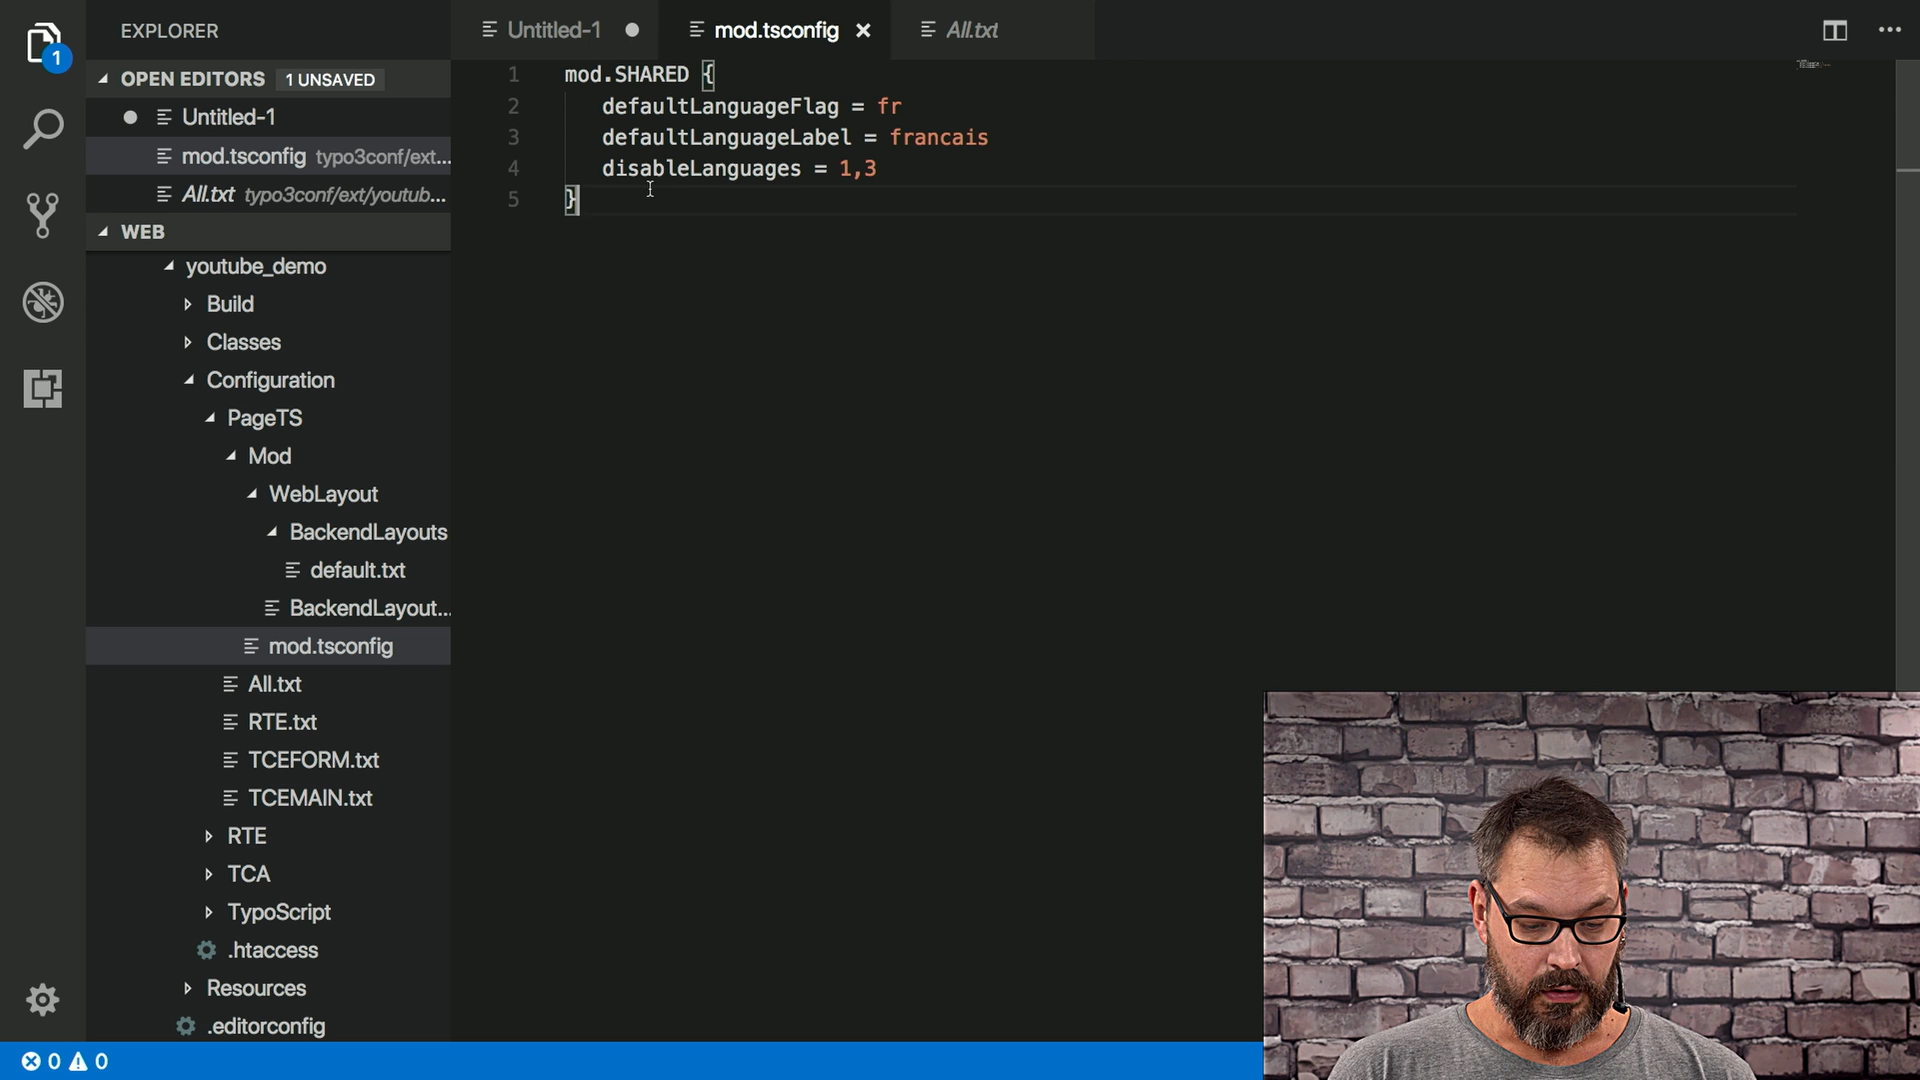 EXPLORER
OPEN EDITORS 1 UNSAVED
Untitled-1
mod.tsconfig typo3conf/ext...
All.txt typo3conf/ext/youtub...
WEB
youtube_demo
Build
Classes
Configuration
PageTS
Mod
WebLayout
BackendLayouts
default.txt
BackendLayout...
mod.tsconfig
All.txt
RTE.txt
TCEFORM.txt
TCEMAIN.txt
RTE
TCA
TypoScript
.htaccess
Resources
.editorconfig
1
0 0
Untitled-1
mod.tsconfig
All.txt
1 mod.SHARED {
2 defaultLanguageFlag = fr
3 defaultLanguageLabel = francais
4 disableLanguages = 1,3
5 }